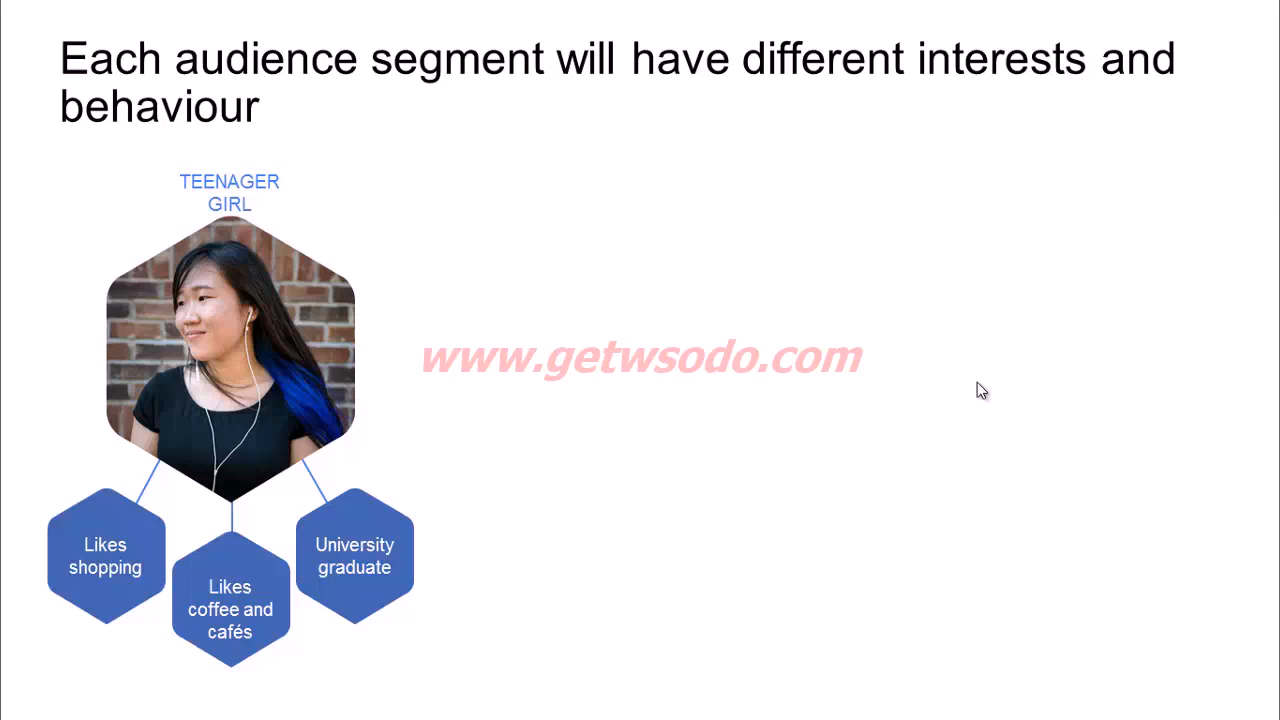 Each audience segment will have different interests and
behaviour
TEENAGER
GIRL
www.getwsodo.com
Likes
shopping
Likes
coffee and
cafés
University
graduate